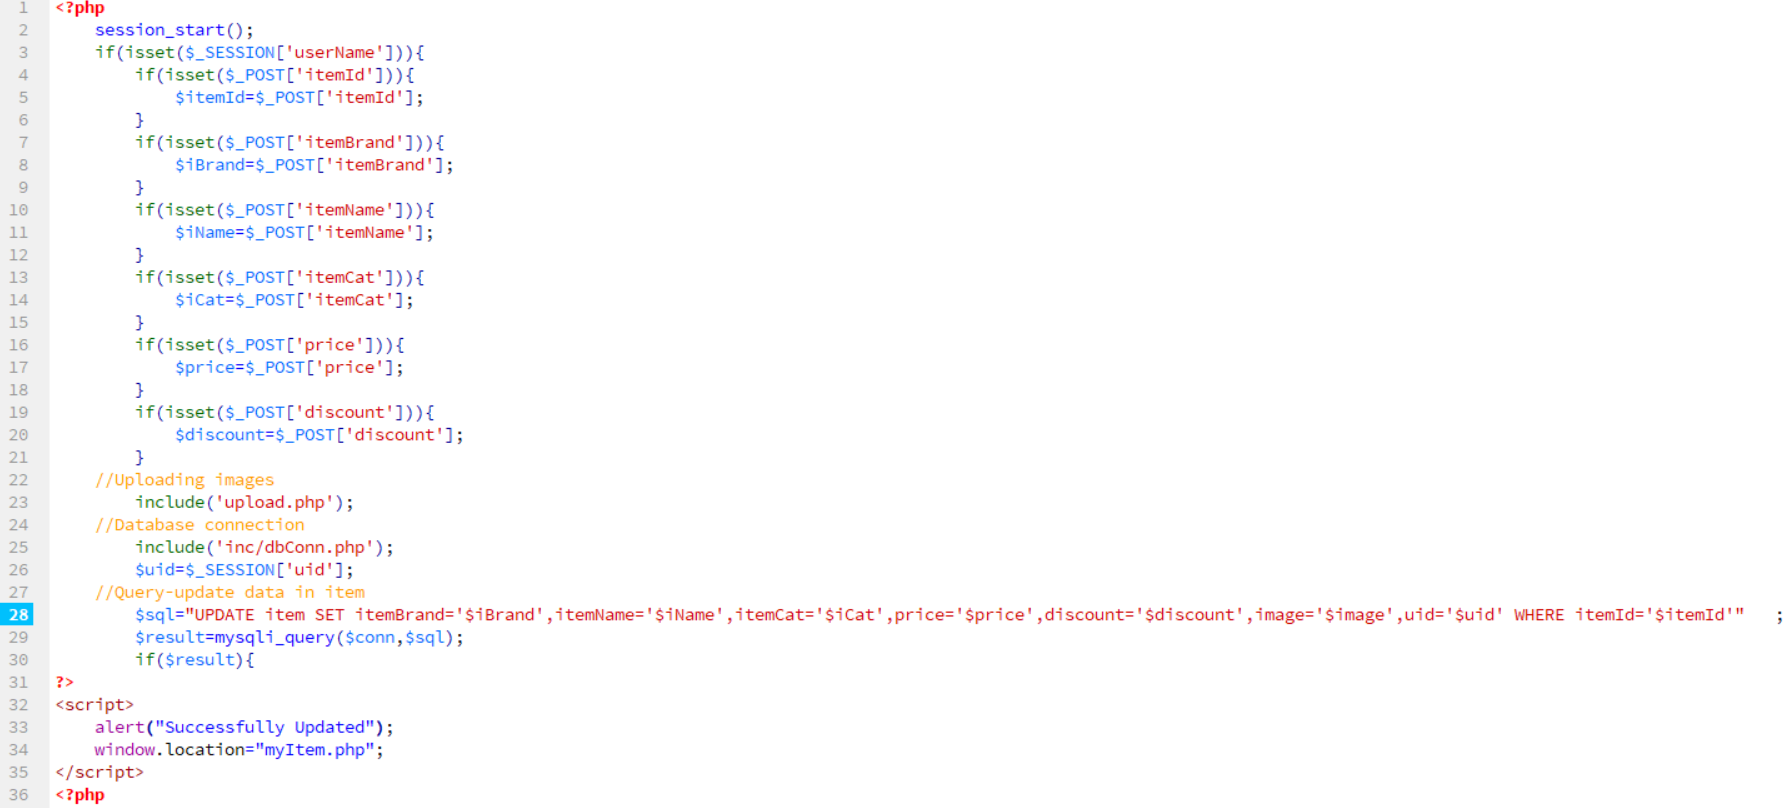 1 <?php
2 session_start();
3 if(isset($_SESSION['userName'])){
4 if(isset($_POST['itemId'])){
5 $itemId=$_POST['itemId'];
6 }
7 if(isset($_POST['itemBrand'])){
8 $iBrand=$_POST['itemBrand'];
9 }
10 if(isset($_POST['itemName'])){
11 $iName=$_POST['itemName'];
12 }
13 if(isset($_POST['itemCat'])){
14 $iCat=$_POST['itemCat'];
15 }
16 if(isset($_POST['price'])){
17 $price=$_POST['price'];
18 }
19 if(isset($_POST['discount'])){
20 $discount=$_POST['discount'];
21 }
22 //Uploading images
23 include('upload.php');
24 //Database connection
25 include('inc/dbConn.php');
26 $uid=$_SESSION['uid'];
27 //Query-update data in item
28 $sql="UPDATE item SET itemBrand='$iBrand',itemName='$iName',itemCat='$iCat',price='$price',discount='$discount',image='$image',uid='$uid' WHERE itemId='$itemId'" ;
29 $result=mysqli_query($conn,$sql);
30 if($result){
31 ?>
32 <script>
33 alert("Successfully Updated");
34 window.location="myItem.php";
35 </script>
36 <?php